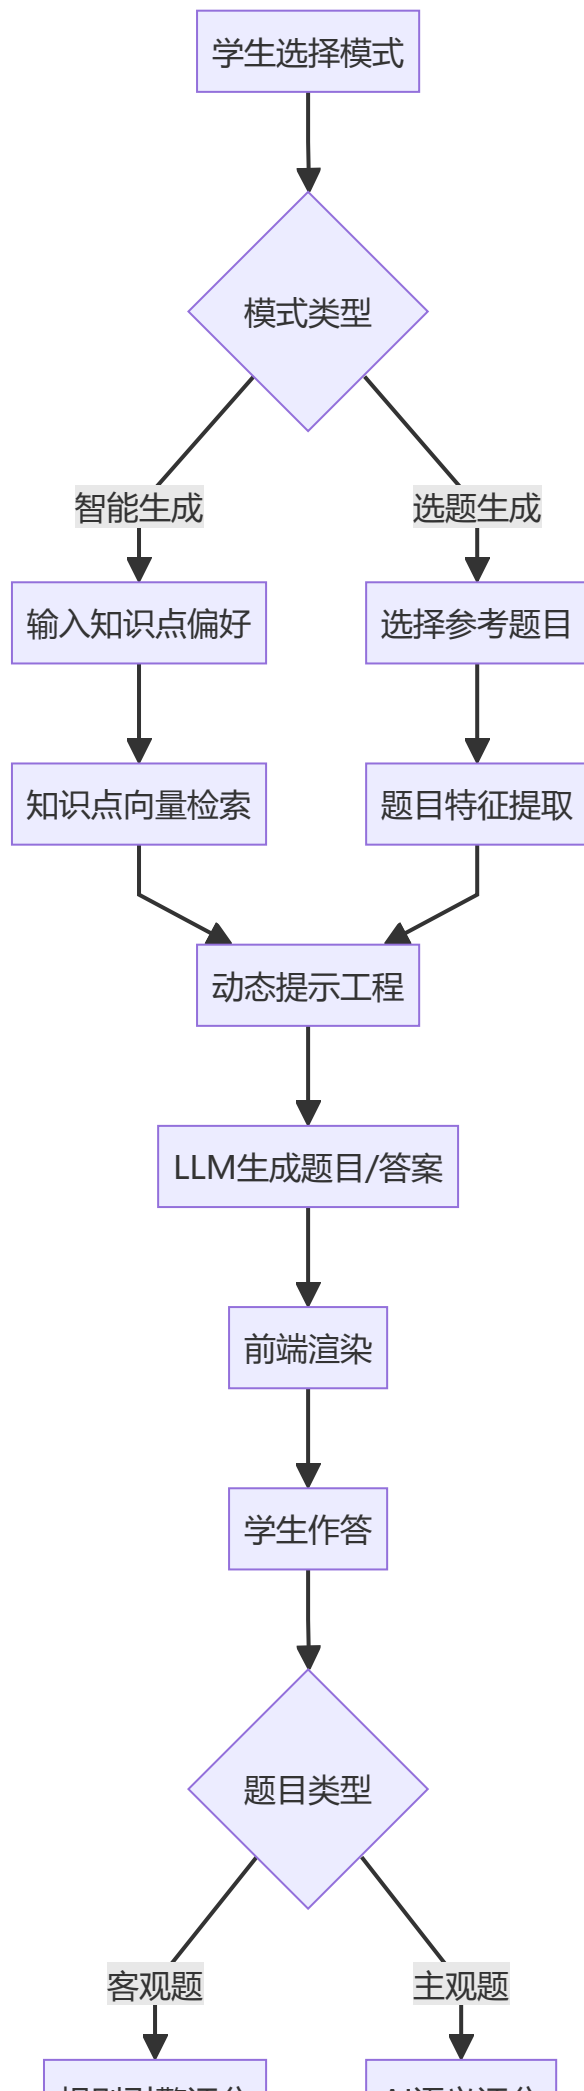 学生选择模式
模式类型
智能生成
选题生成
输入知识点偏好
选择参考题目
知识点向量检索
题目特征提取
动态提示工程
LLM生成题目/答案
前端渲染
学生作答
题目类型
客观题
主观题